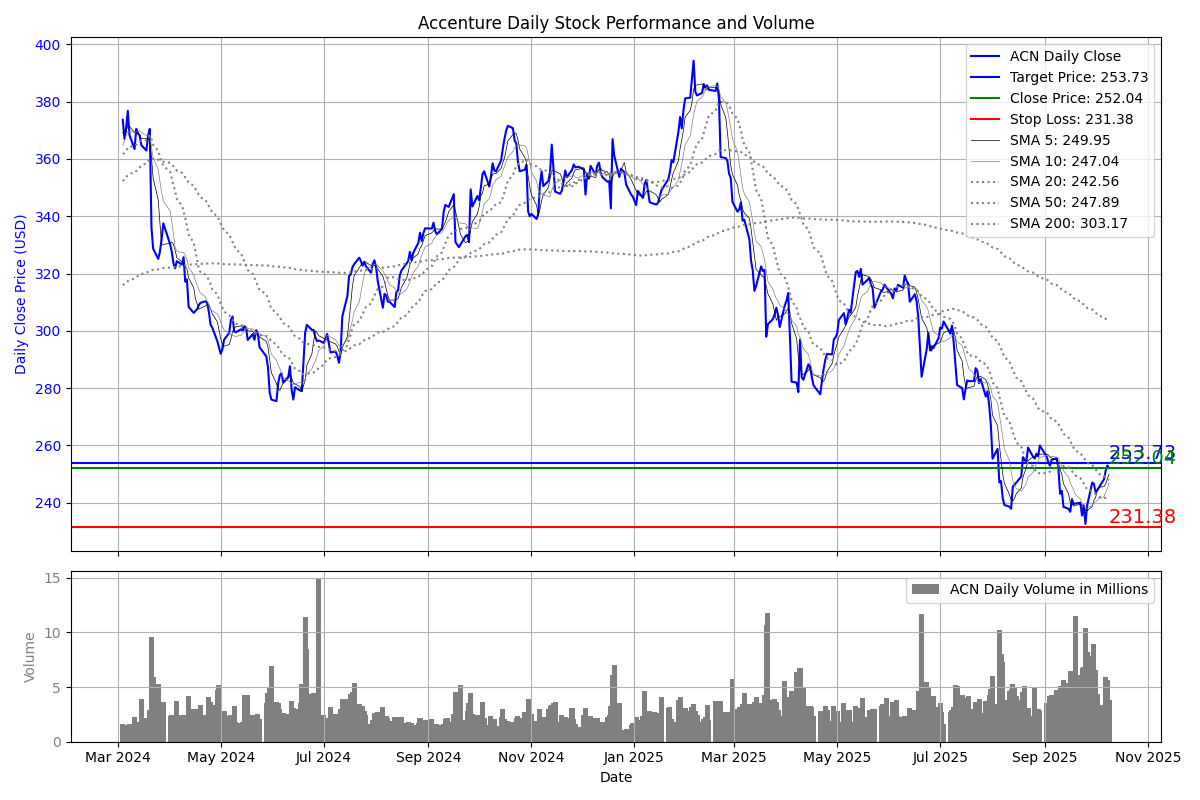 Accenture Daily Stock Performance and Volume
400
380
360
340
320
300
280
260
240
Daily Close Price (USD)
ACN Daily Close
Target Price: 253.73
Close Price: 252.04
Stop Loss: 231.38
SMA 5: 249.95
SMA 10: 247.04
SMA 20: 242.56
SMA 50: 247.89
SMA 200: 303.17
253.73
252.04
231.38
15
10
5
0
Volume
ACN Daily Volume in Millions
Mar 2024 May 2024 Jul 2024 Sep 2024 Nov 2024 Jan 2025 Mar 2025 May 2025 Jul 2025 Sep 2025 Nov 2025
Date